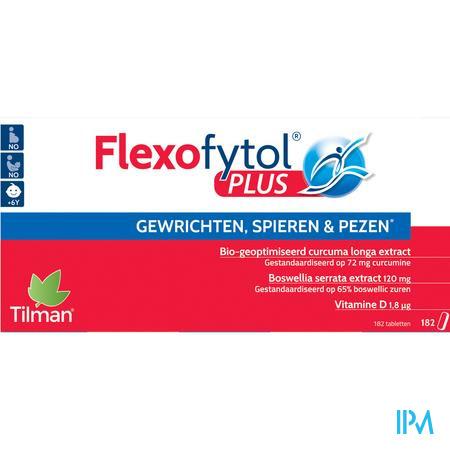 NO
NO
+6Y
Flexofytol®
PLUS
GEWRICHTEN, SPIEREN & PEZEN*
Bio-geoptimiseerd curcuma longa extract
Gestandaardiseerd op 72 mg curcumine
Boswellia serrata extract 120 mg
Gestandaardiseerd op 65% boswellic zuren
Vitamine D 1,8 µg
182 tabletten
182
Tilman®
IPM